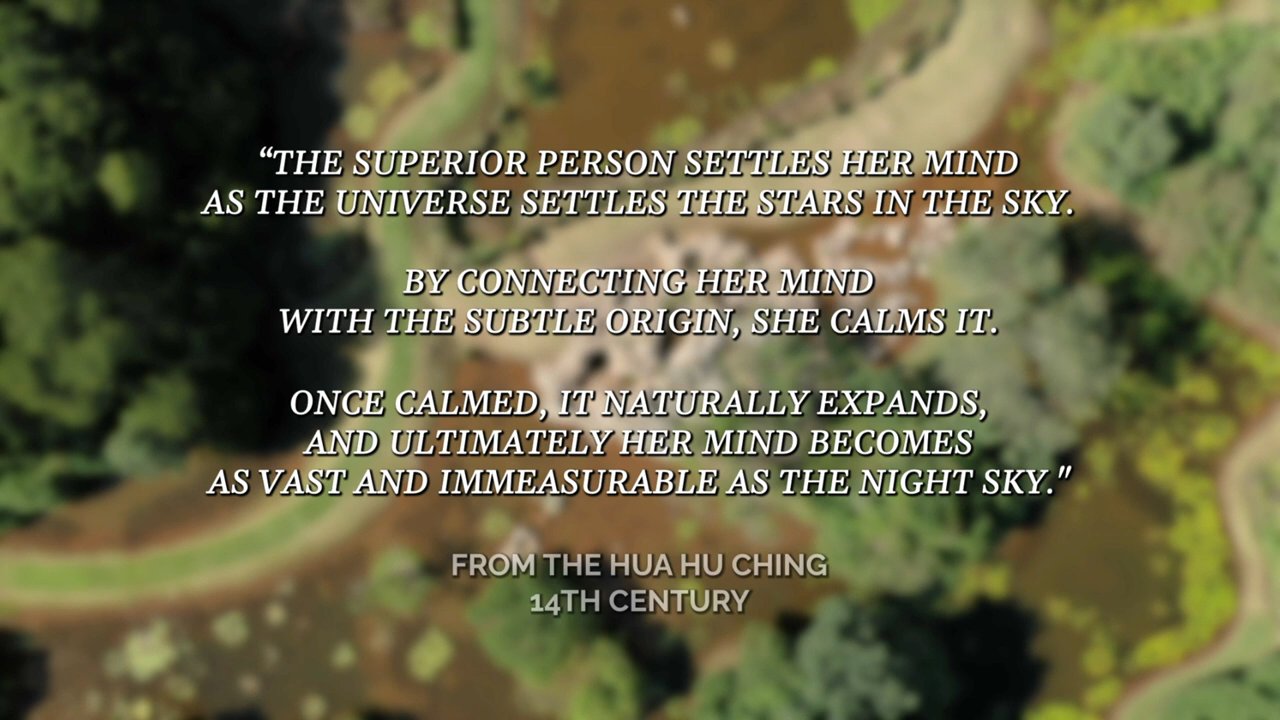 “THE SUPERIOR PERSON SETTLES HER MIND
AS THE UNIVERSE SETTLES THE STARS IN THE SKY.
BY CONNECTING HER MIND
WITH THE SUBTLE ORIGIN, SHE CALMS IT.
ONCE CALMED, IT NATURALLY EXPANDS,
AND ULTIMATELY HER MIND BECOMES
AS VAST AND IMMEASURABLE AS THE NIGHT SKY."
FROM THE HUA HU CHING
14TH CENTURY